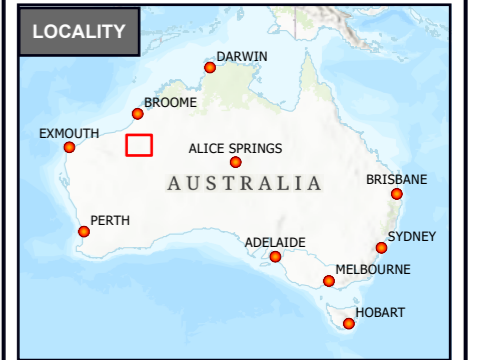 LOCALITY
DARWIN
BROOME
EXMOUTH
ALICE SPRINGS
AUSTRALIA
BRISBANE
PERTH
ADELAIDE
SYDNEY
MELBOURNE
HOBART